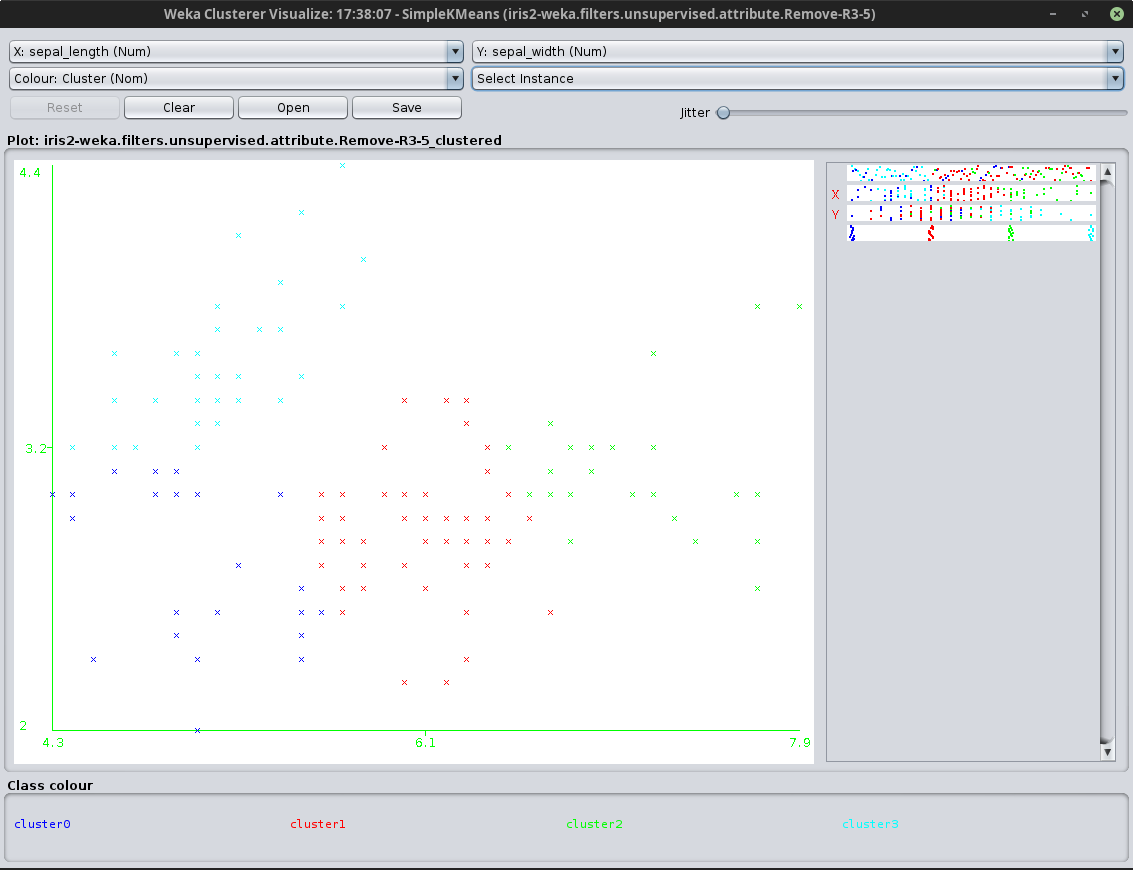 Weka Clusterer Visualize: 17:38:07 - SimpleKMeans (iris2-weka.filters.unsupervised.attribute.Remove-R3-5)
X: sepal_length (Num) Y: sepal_width (Num)
Colour: Cluster (Nom) Select Instance
Reset Clear Open Save Jitter
Plot: iris2-weka.filters.unsupervised.attribute.Remove-R3-5_clustered
4.4
X
Y
3.2
2
4.3 6.1 7.9
Class colour
cluster0 cluster1 cluster2 cluster3